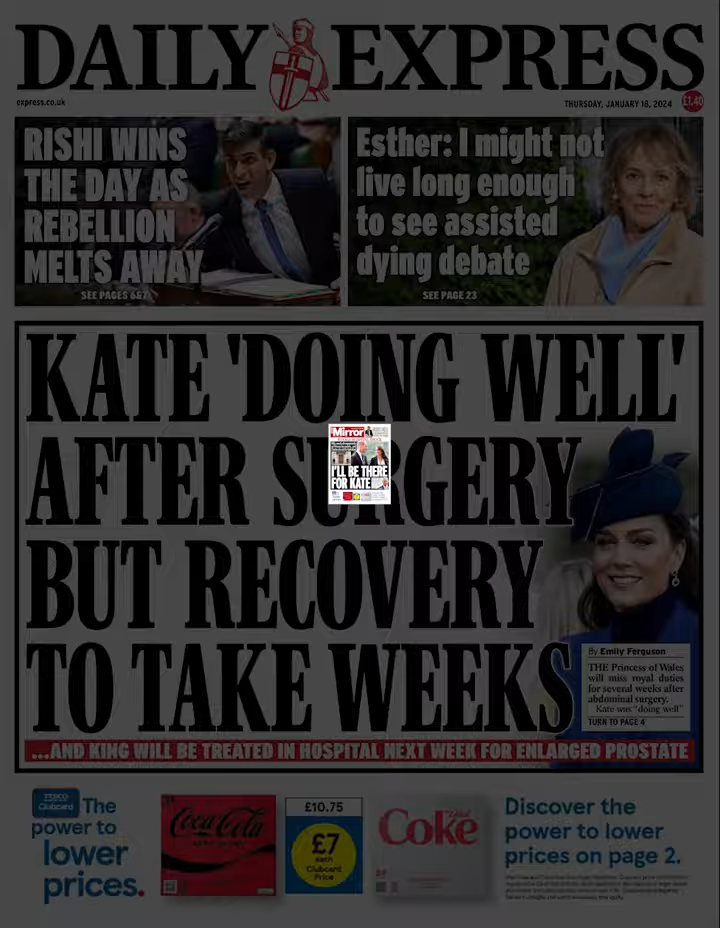 DAILY EXPRESS
express.co.uk
THURSDAY, JANUARY 18, 2024
£1.40
RISHI WINS
THE DAY AS
REBELLION
MELTS AWAY
SEE PAGES 6&7
Esther: I might not
live long enough
to see assisted
dying debate
SEE PAGE 23
KATE 'DOING WELL'
AFTER SURGERY
BUT RECOVERY
TO TAKE WEEKS
Mirror
I'LL BE THERE
FOR KATE
By Emily Ferguson
THE Princess of Wales
will miss royal duties
for several weeks after
abdominal surgery.
Kate was "doing well"
TURN TO PAGE 4
...AND KING WILL BE TREATED IN HOSPITAL NEXT WEEK FOR ENLARGED PROSTATE
TESCO
Clubcard
The
power to
lower
prices.
Coca-Cola
£10.75
£7
each
Clubcard
Price
Diet
Coke
Discover the
power to lower
prices on page 2.